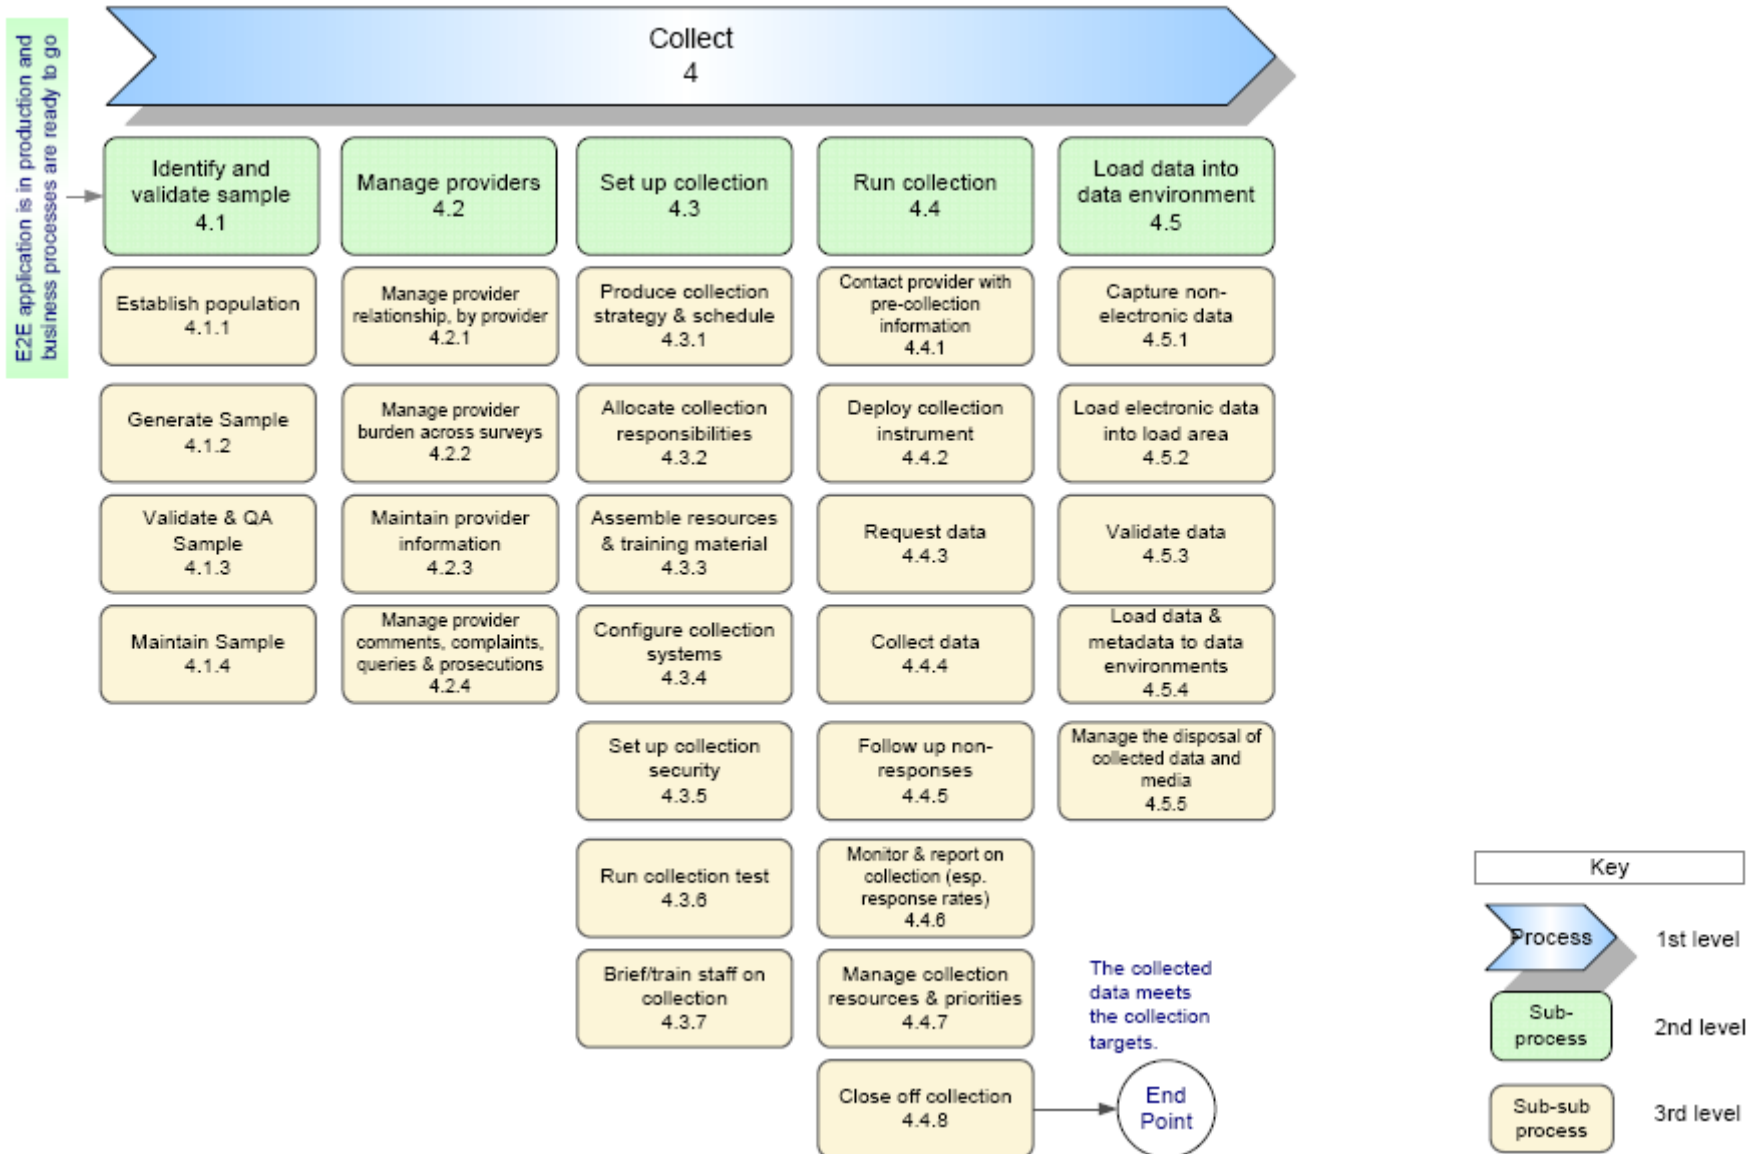 E2E application is in production and
business processes are ready to go
Collect
4
Identify and
validate sample
4.1
Manage providers
4.2
Set up collection
4.3
Run collection
4.4
Load data into
data environment
4.5
Establish population
4.1.1
Manage provider
relationship, by provider
4.2.1
Produce collection
strategy & schedule
4.3.1
Contact provider with
pre-collection
information
4.4.1
Capture non-
electronic data
4.5.1
Generate Sample
4.1.2
Manage provider
burden across surveys
4.2.2
Allocate collection
responsibilities
4.3.2
Deploy collection
instrument
4.4.2
Load electronic data
into load area
4.5.2
Validate & QA
Sample
4.1.3
Maintain provider
information
4.2.3
Assemble resources
& training material
4.3.3
Request data
4.4.3
Validate data
4.5.3
Maintain Sample
4.1.4
Manage provider
comments, complaints,
queries & prosecutions
4.2.4
Configure collection
systems
4.3.4
Collect data
4.4.4
Load data &
metadata to data
environments
4.5.4
Set up collection
security
4.3.5
Follow up non-
responses
4.4.5
Manage the disposal of
collected data and
media
4.5.5
Run collection test
4.3.6
Monitor & report on
collection (esp.
response rates)
4.4.6
Brief/train staff on
collection
4.3.7
Manage collection
resources & priorities
4.4.7
The collected
data meets
the collection
targets.
Close off collection
4.4.8
End
Point
Key
Process
1st level
Sub-
process
2nd level
Sub-sub
process
3rd level